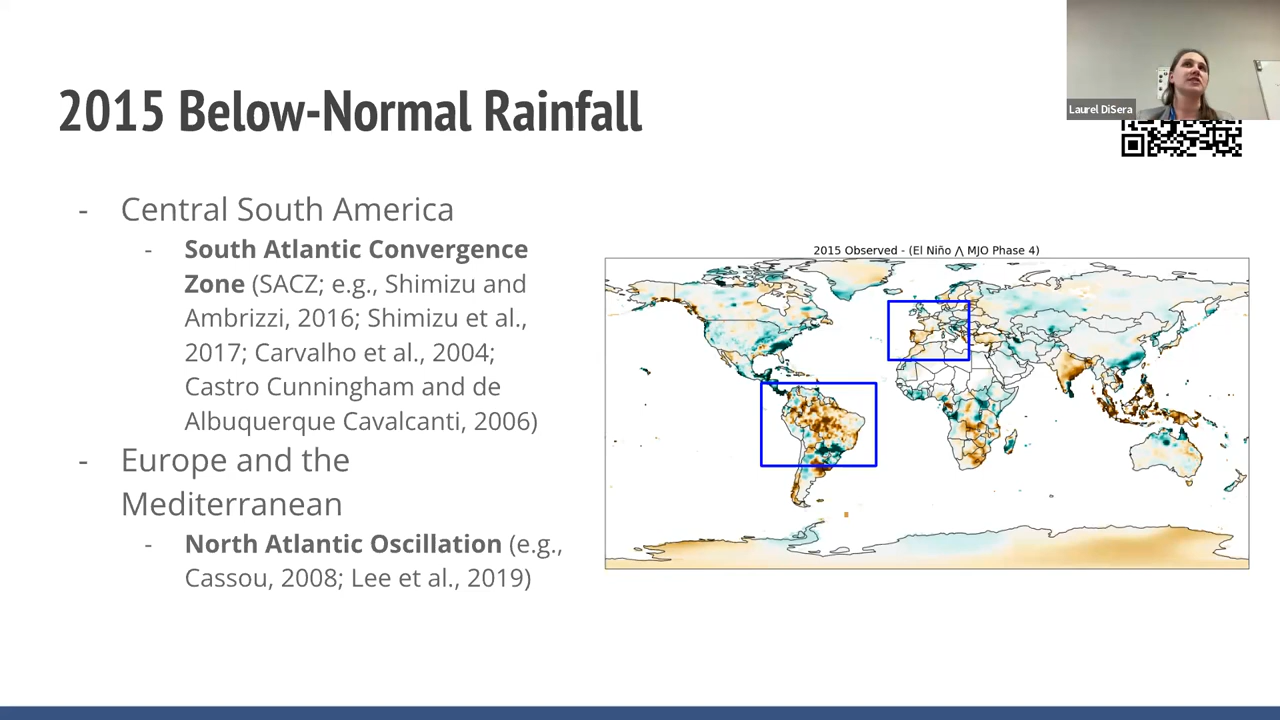 Laurel DiSera
2015 Below-Normal Rainfall
- Central South America
- South Atlantic Convergence
Zone (SACZ; e.g., Shimizu and
Ambrizzi, 2016; Shimizu et al.,
2017; Carvalho et al., 2004;
Castro Cunningham and de
Albuquerque Cavalcanti, 2006)
- Europe and the
Mediterranean
- North Atlantic Oscillation (e.g.,
Cassou, 2008; Lee et al., 2019)
2015 Observed - (El Niño ⋀ MJO Phase 4)